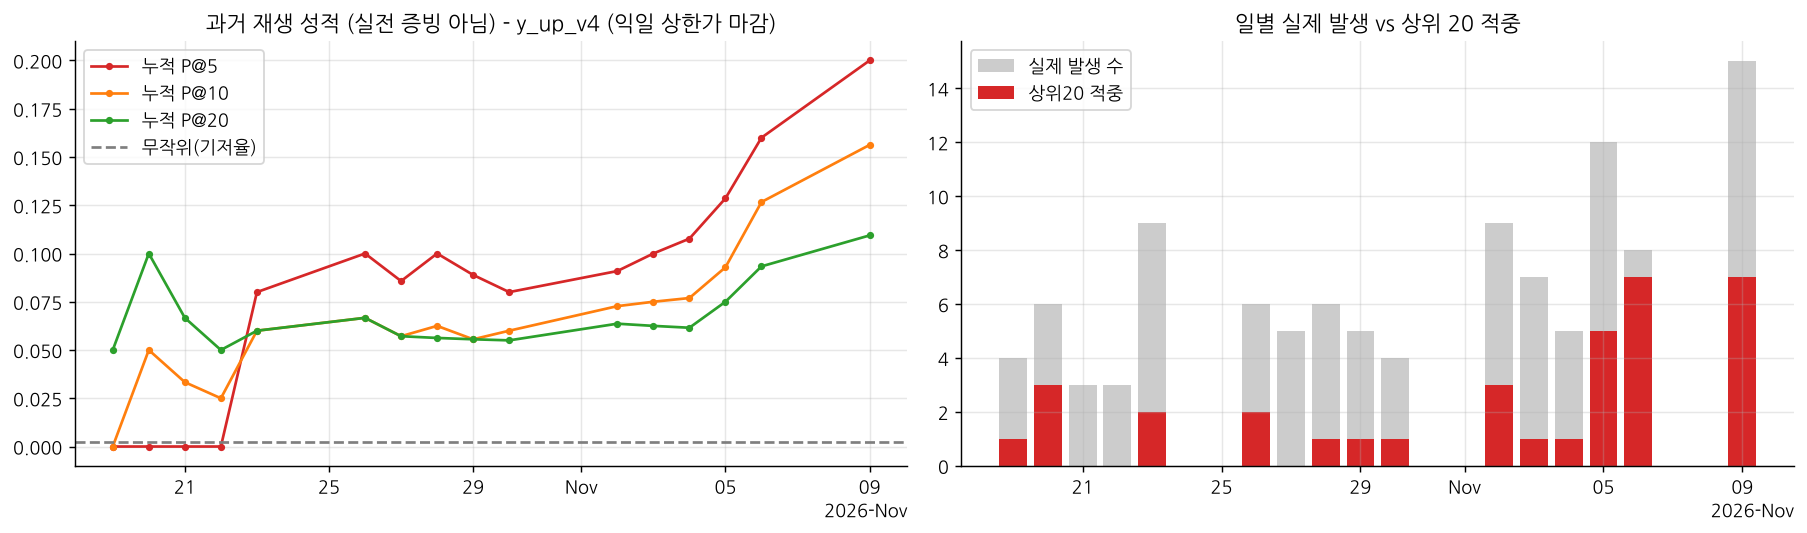 과거 재생 성적 (실전 증빙 아님) - y_up_v4 (익일 상한가 마감)
누적 P@5
누적 P@10
누적 P@20
무작위(기저율)
0.200
0.175
0.150
0.125
0.100
0.075
0.050
0.025
0.000
21 25 29 Nov 05 09
2026-Nov
일별 실제 발생 vs 상위 20 적중
실제 발생 수
상위20 적중
14
12
10
8
6
4
2
0
21 25 29 Nov 05 09
2026-Nov